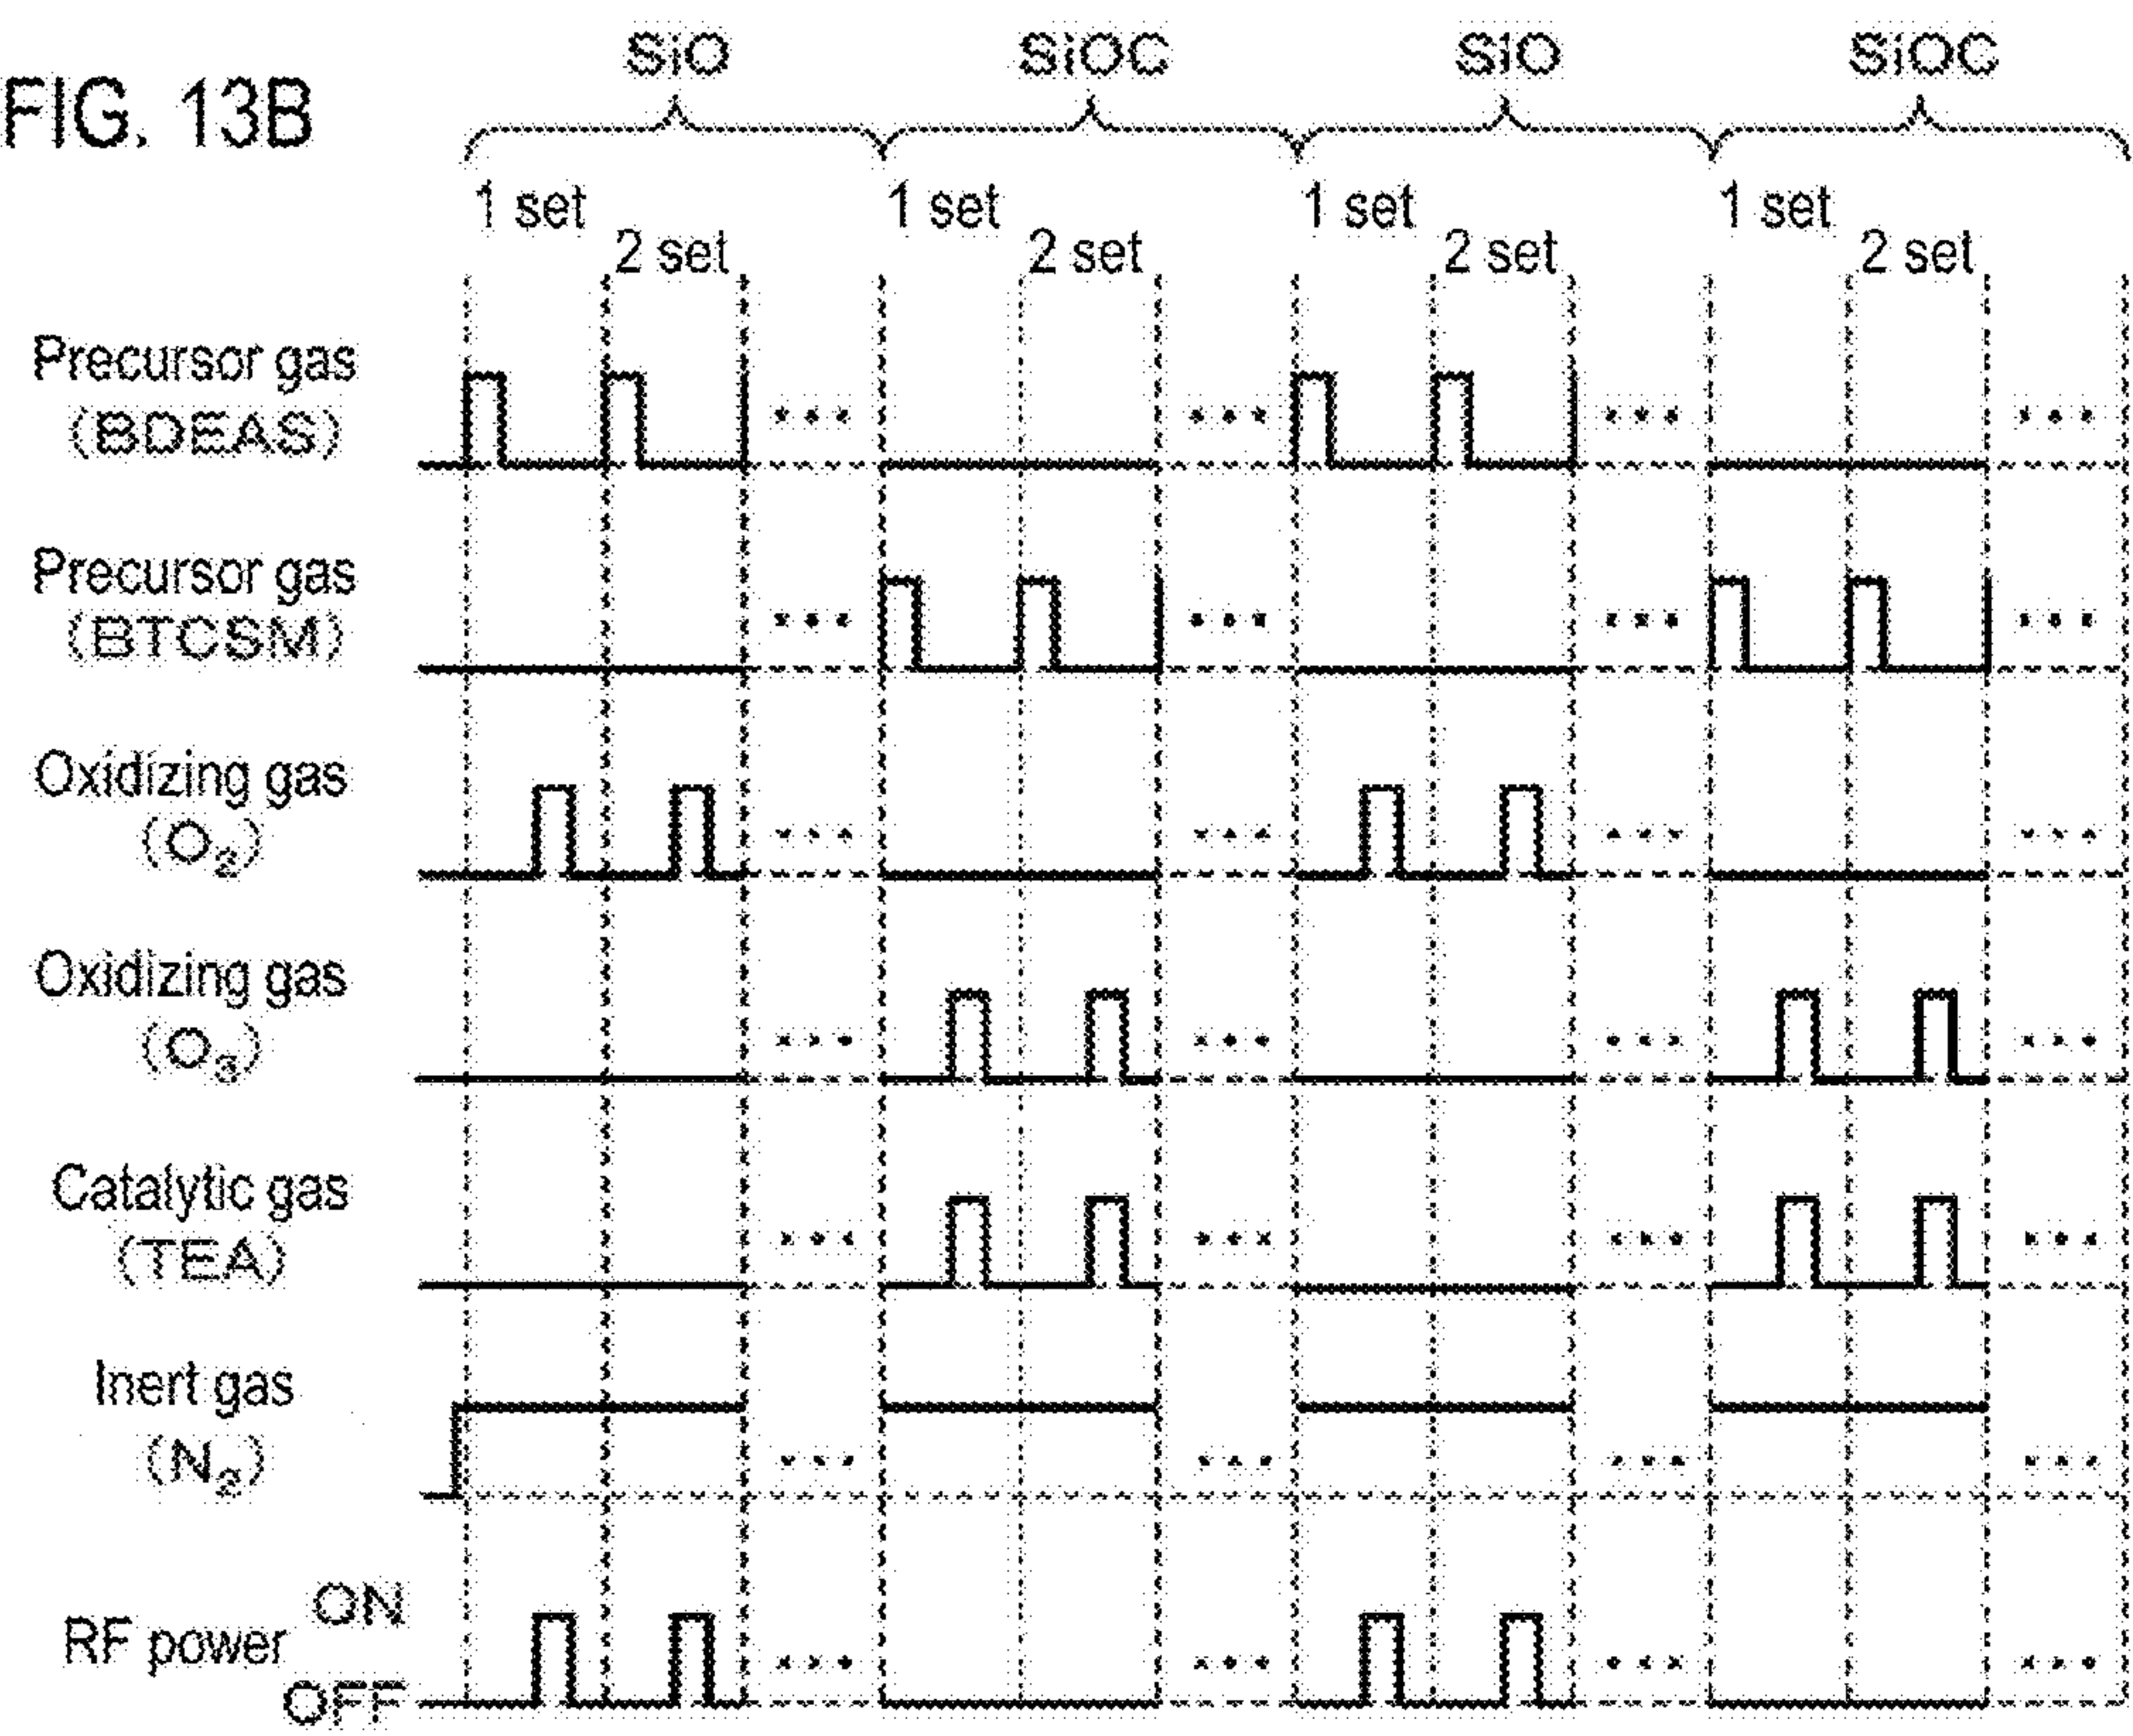 FIG. 13B
SiO SiOC SiO SiOC
1 set 1 set 1 set 1 set
2 set 2 set 2 set 2 set
Precursor gas
(BDEAS)
Precursor gas
(BTCSM)
Oxidizing gas
(O₂)
Oxidizing gas
(O₃)
Catalytic gas
(TEA)
Inert gas
(N₂)
RF power
ON
OFF